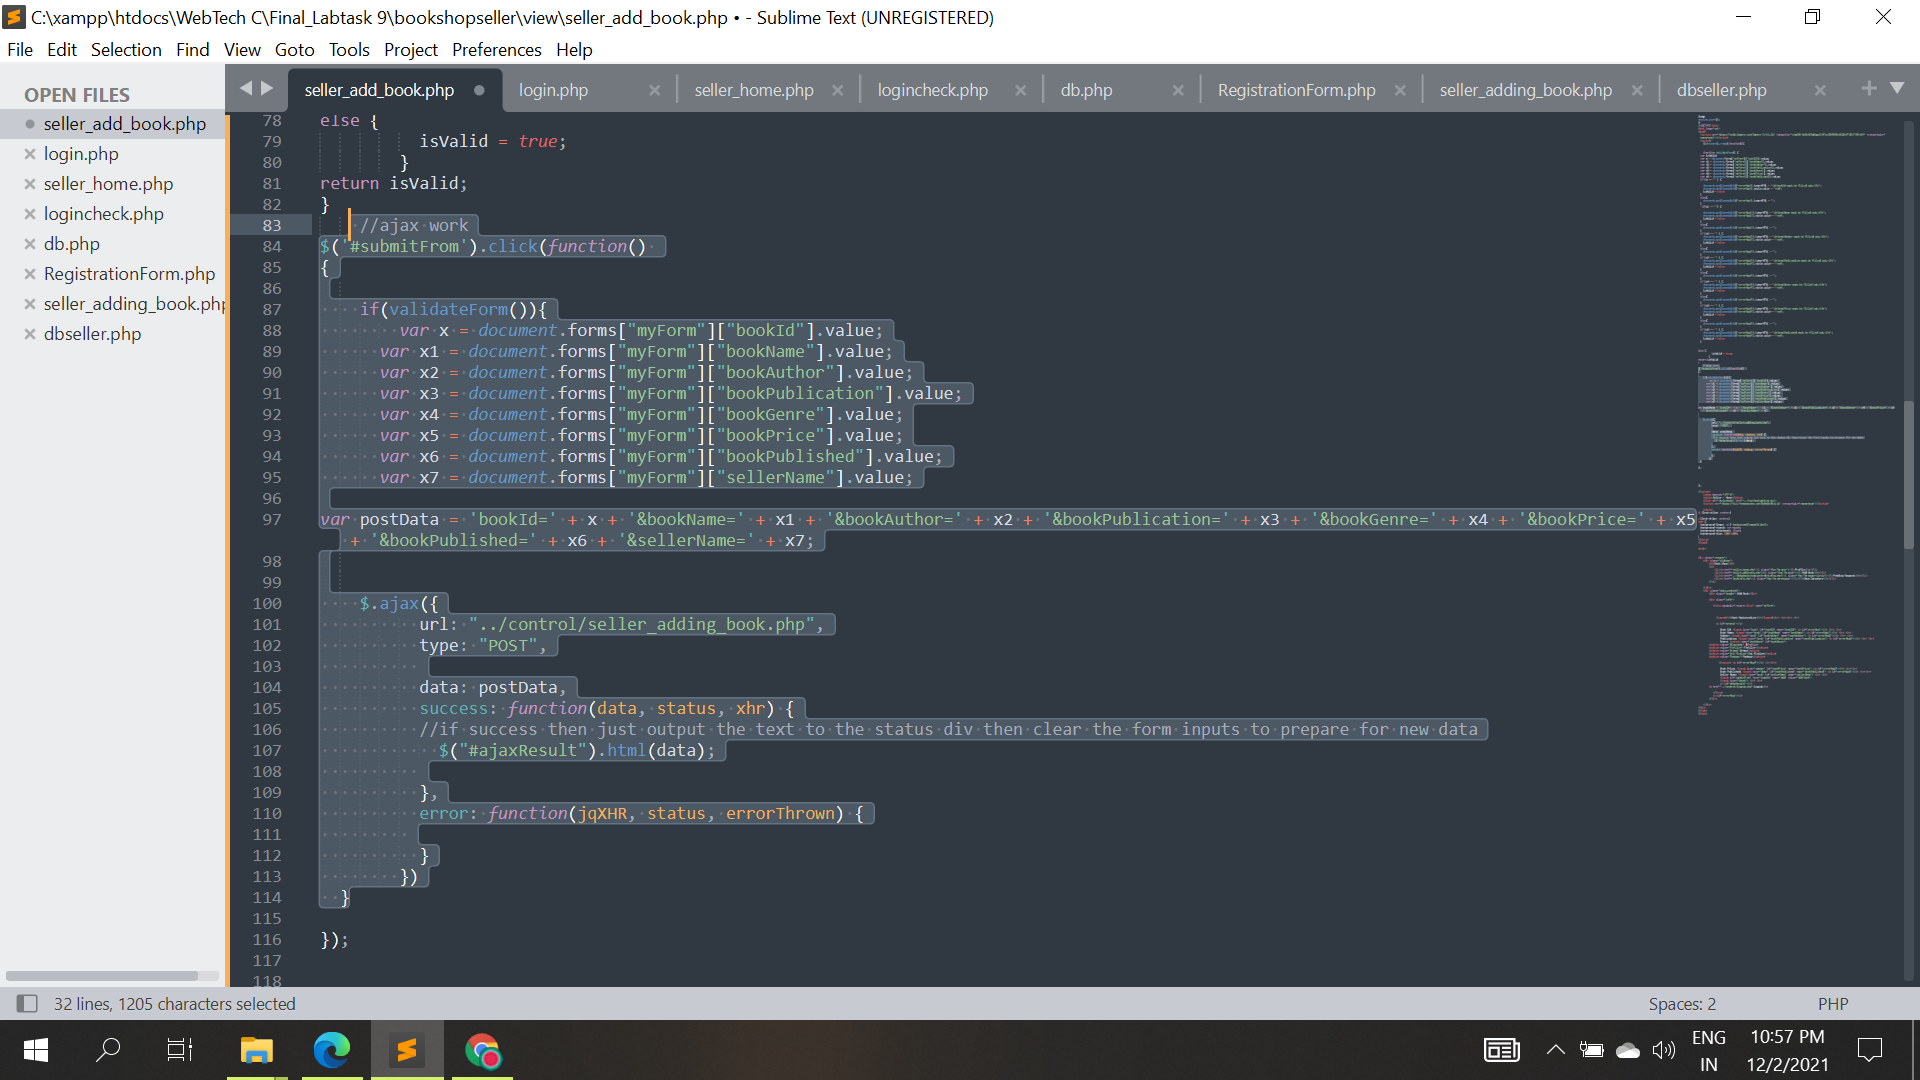 C:\xampp\htdocs\WebTech C\Final_Labtask 9\bookshopseller\view\seller_add_book.php • - Sublime Text (UNREGISTERED)
File Edit Selection Find View Goto Tools Project Preferences Help
OPEN FILES
seller_add_book.php
login.php
seller_home.php
logincheck.php
db.php
RegistrationForm.php
seller_adding_book.php
dbseller.php
seller_add_book.php login.php seller_home.php logincheck.php db.php RegistrationForm.php seller_adding_book.php dbseller.php
78 else {
79 isValid = true;
80 }
81 return isValid;
82 }
83 //ajax work
84 $('#submitFrom').click(function()
85 {
86
87 if(validateForm()){
88 var x = document.forms["myForm"]["bookId"].value;
89 var x1 = document.forms["myForm"]["bookName"].value;
90 var x2 = document.forms["myForm"]["bookAuthor"].value;
91 var x3 = document.forms["myForm"]["bookPublication"].value;
92 var x4 = document.forms["myForm"]["bookGenre"].value;
93 var x5 = document.forms["myForm"]["bookPrice"].value;
94 var x6 = document.forms["myForm"]["bookPublished"].value;
95 var x7 = document.forms["myForm"]["sellerName"].value;
96
97 var postData = 'bookId=' + x + '&bookName=' + x1 + '&bookAuthor=' + x2 + '&bookPublication=' + x3 + '&bookGenre=' + x4 + '&bookPrice=' + x5
+ '&bookPublished=' + x6 + '&sellerName=' + x7;
98
99
100 $.ajax({
101 url: "../control/seller_adding_book.php",
102 type: "POST",
103
104 data: postData,
105 success: function(data, status, xhr) {
106 //if success then just output the text to the status div then clear the form inputs to prepare for new data
107 $("#ajaxResult").html(data);
108
109 },
110 error: function(jqXHR, status, errorThrown) {
111
112 }
113 })
114 }
115
116 });
117
118
32 lines, 1205 characters selected
Spaces: 2
PHP
ENG
IN
10:57 PM
12/2/2021